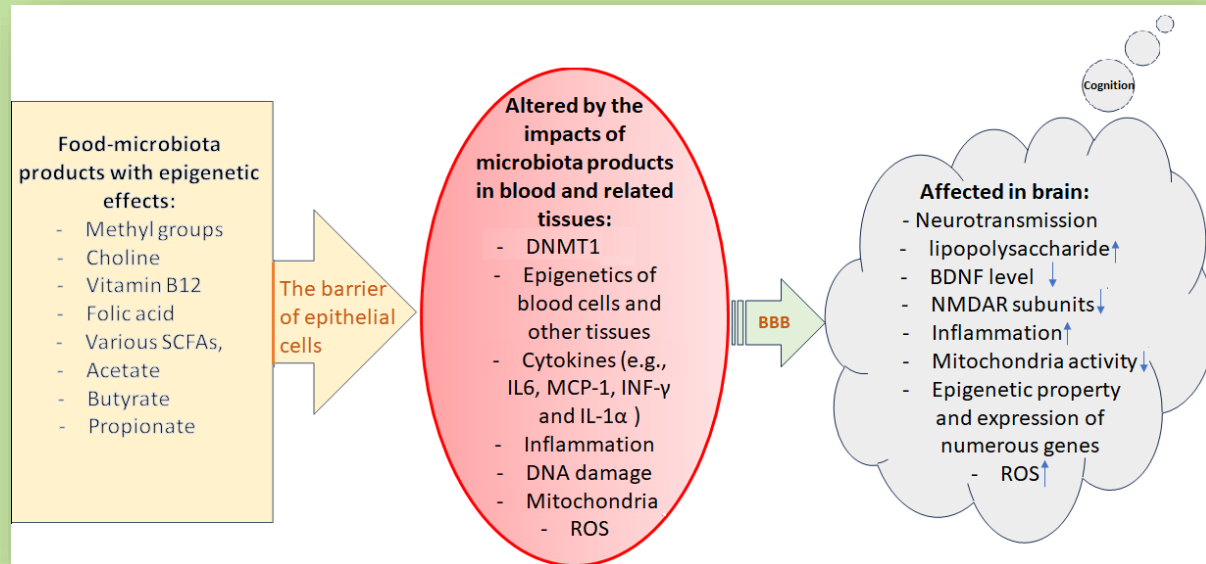 Food-microbiota
products with epigenetic
effects:
- Methyl groups
- Choline
- Vitamin B12
- Folic acid
- Various SCFAs,
- Acetate
- Butyrate
- Propionate
The barrier
of epithelial
cells
Altered by the
impacts of
microbiota products
in blood and related
tissues:
- DNMT1
- Epigenetics of
blood cells and
other tissues
- Cytokines (e.g.,
IL6, MCP-1, INF-γ
and IL-1α )
- Inflammation
- DNA damage
- Mitochondria
- ROS
BBB
Cognition
Affected in brain:
- Neurotransmission
- lipopolysaccharide↑
- BDNF level ↓
- NMDAR subunits↓
- Inflammation↑
- Mitochondria activity↓
- Epigenetic property
and expression of
numerous genes
- ROS↑